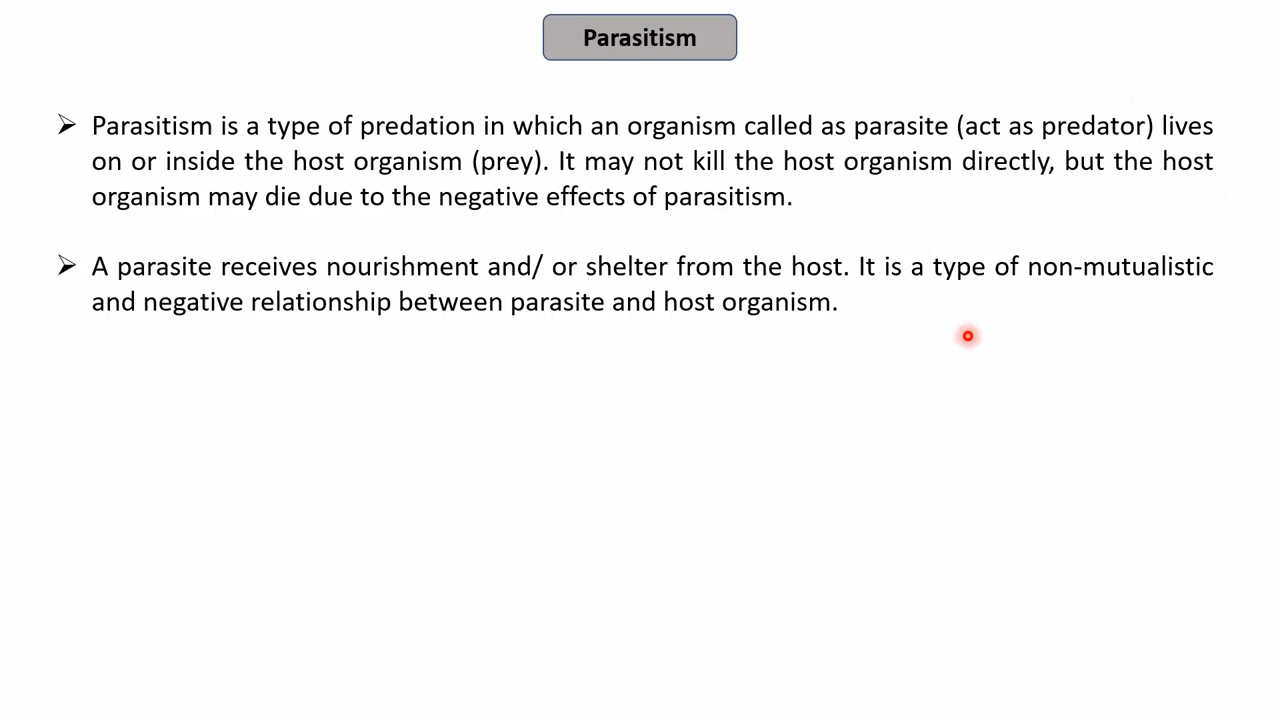 Parasitism
➢ Parasitism is a type of predation in which an organism called as parasite (act as predator) lives
on or inside the host organism (prey). It may not kill the host organism directly, but the host
organism may die due to the negative effects of parasitism.
➢ A parasite receives nourishment and/ or shelter from the host. It is a type of non-mutualistic
and negative relationship between parasite and host organism.